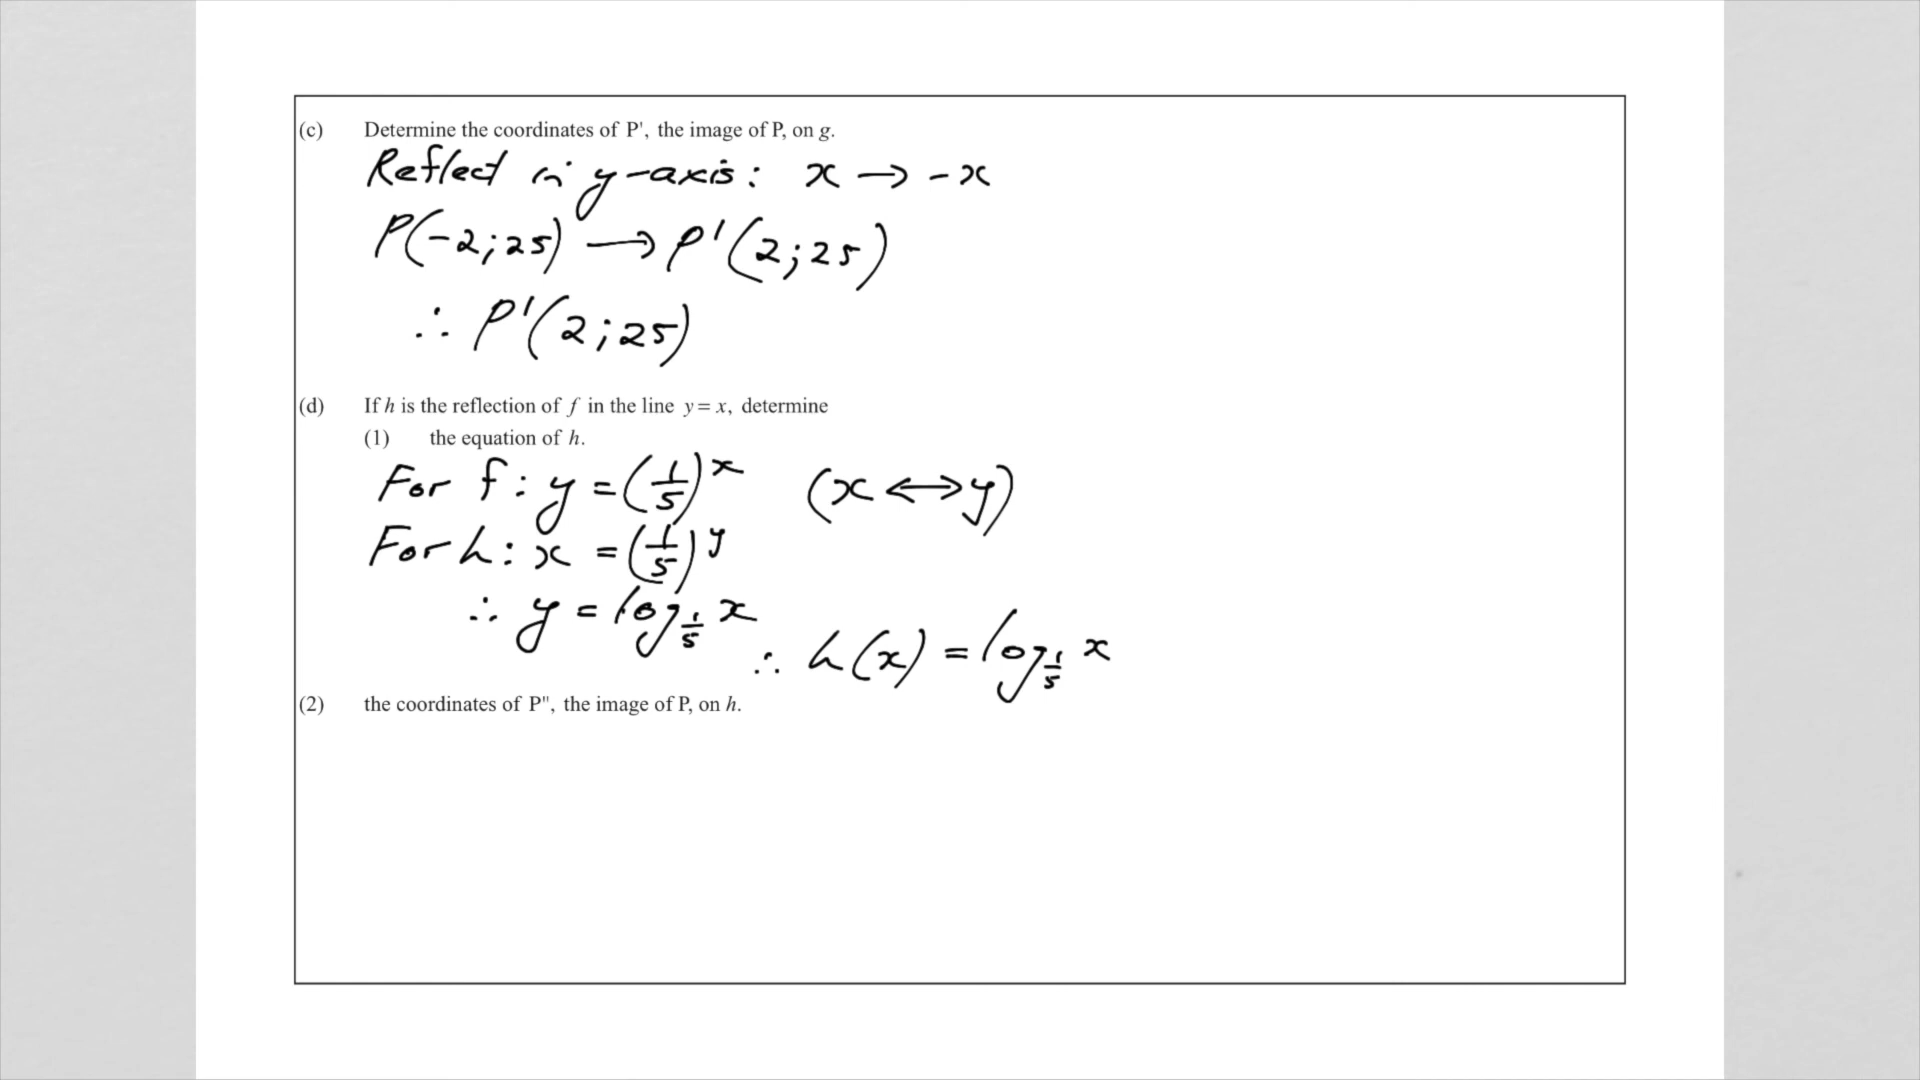 (c) Determine the coordinates of P', the image of P, on g.
Reflect in y-axis: x → -x
P(-2;25) → P'(2;25)
∴ P'(2;25)
(d) If h is the reflection of f in the line y = x, determine
(1) the equation of h.
For f: y = (1/5)^x (x ↔ y)
For h: x = (1/5)^y
∴ y = log_{1/5} x
∴ h(x) = log_{1/5} x
(2) the coordinates of P", the image of P, on h.